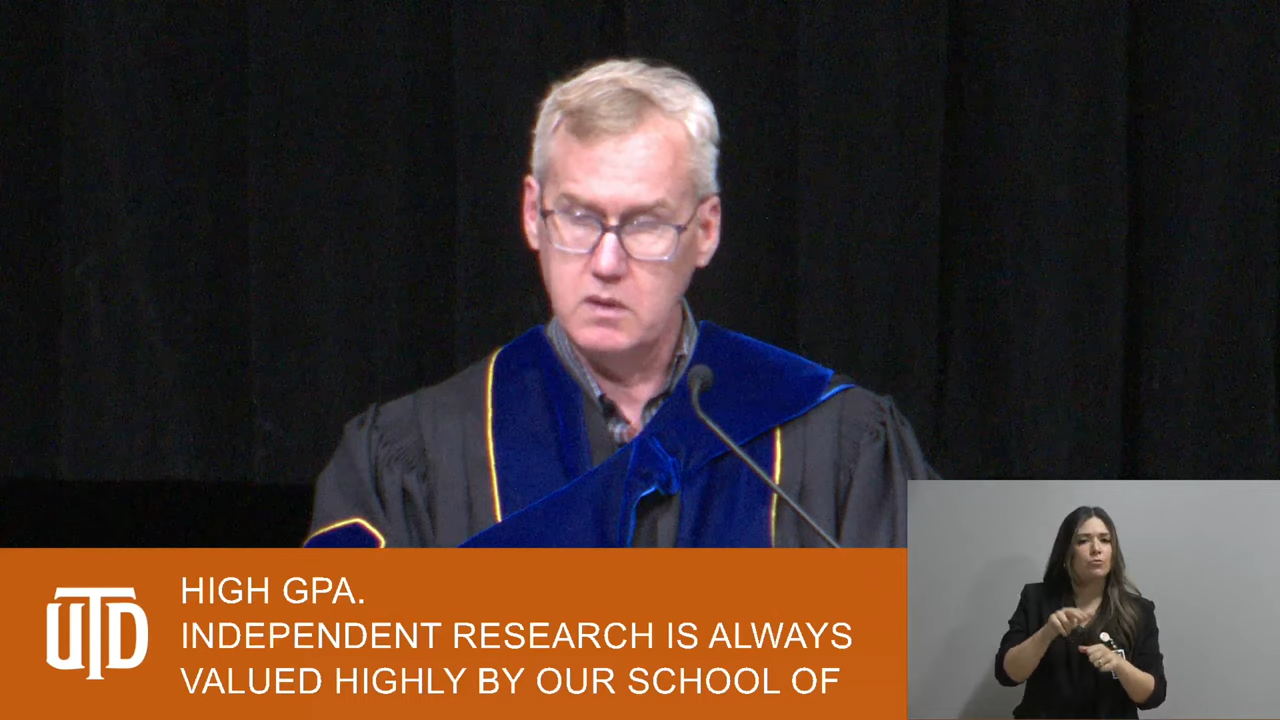 UTD
HIGH GPA.
INDEPENDENT RESEARCH IS ALWAYS
VALUED HIGHLY BY OUR SCHOOL OF